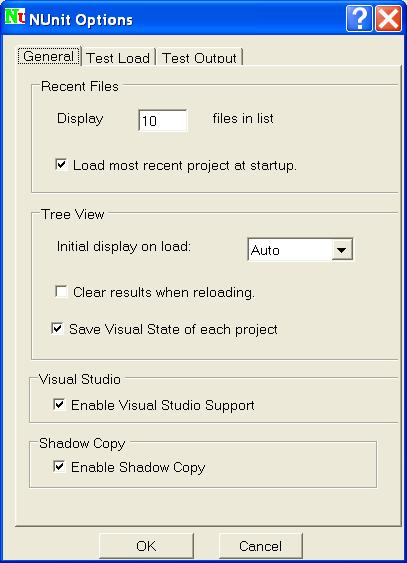 Nu NUnit Options ?
General Test Load Test Output
Recent Files
Display 10 files in list
Load most recent project at startup.
Tree View
Initial display on load: Auto
Clear results when reloading.
Save Visual State of each project
Visual Studio
Enable Visual Studio Support
Shadow Copy
Enable Shadow Copy
OK Cancel